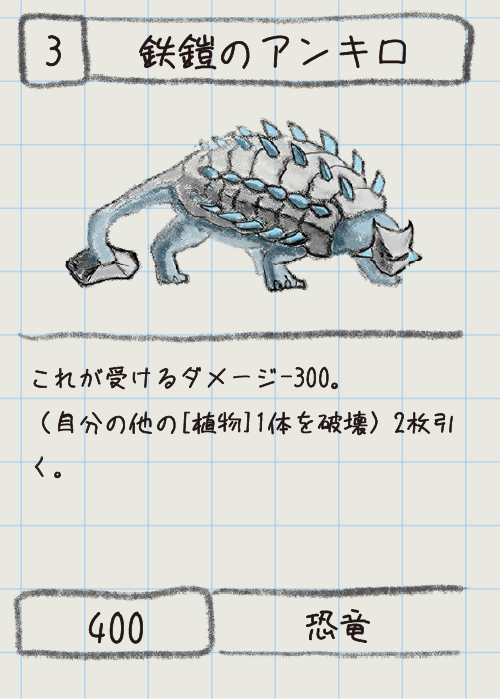 3
鉄鎧のアンキロ
これが受けるダメージ-300。
（自分の他の[植物]1体を破壊）2枚引
く。
400
恐竜